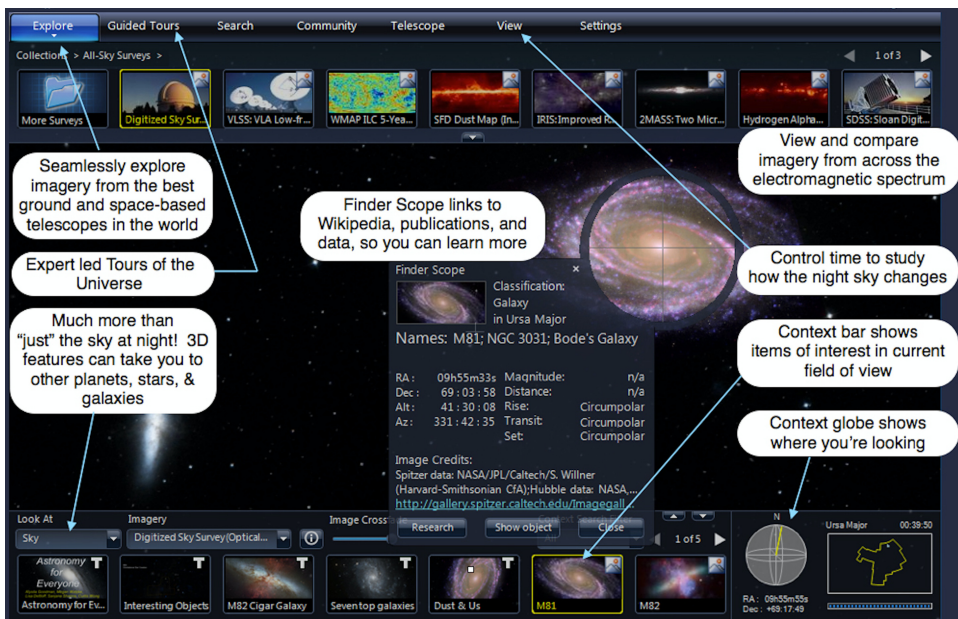 Explore Guided Tours Search Community Telescope View Settings
Collections > All-Sky Surveys >
1 of 3
More Surveys
Digitized Sky Sur...
VLSS: VLA Low-fr...
WMAP ILC 5-Yea...
SFD Dust Map (In...
IRIS: Improved R...
2MASS: Two Micr...
Hydrogen Alpha...
SDSS: Sloan Digit...
Seamlessly explore
imagery from the best
ground and space-based
telescopes in the world
Expert led Tours of the
Universe
Much more than
“just” the sky at night! 3D
features can take you to
other planets, stars, &
galaxies
Finder Scope links to
Wikipedia, publications, and
data, so you can learn more
View and compare
imagery from across the
electromagnetic spectrum
Control time to study
how the night sky changes
Context bar shows
items of interest in current
field of view
Context globe shows
where you're looking
Finder Scope ×
Classification:
Galaxy
in Ursa Major
Names: M81; NGC 3031; Bode's Galaxy
RA: 09h55m33s Magnitude: n/a
Dec: 69:03:58 Distance: n/a
Alt: 41:30:08 Rise: Circumpolar
Az: 331:42:35 Transit: Circumpolar
Set: Circumpolar
Image Credits:
Spitzer data: NASA/JPL/Caltech/S. Willner
(Harvard-Smithsonian CfA);Hubble data: NASA,...
http://gallery.spitzer.caltech.edu/Imagegall...
Research Show object Close
Look At
Sky
Imagery
Digitized Sky Survey (Optical...
Image Crossfade
1 of 5
Astronomy
for
Everyone
Astronomy for Ev...
Interesting Objects
M82 Cigar Galaxy
Seven top galaxies
Dust & Us
M81
M82
N
Ursa Major 00:39:50
RA: 09h55m55s
Dec: +69:17:49